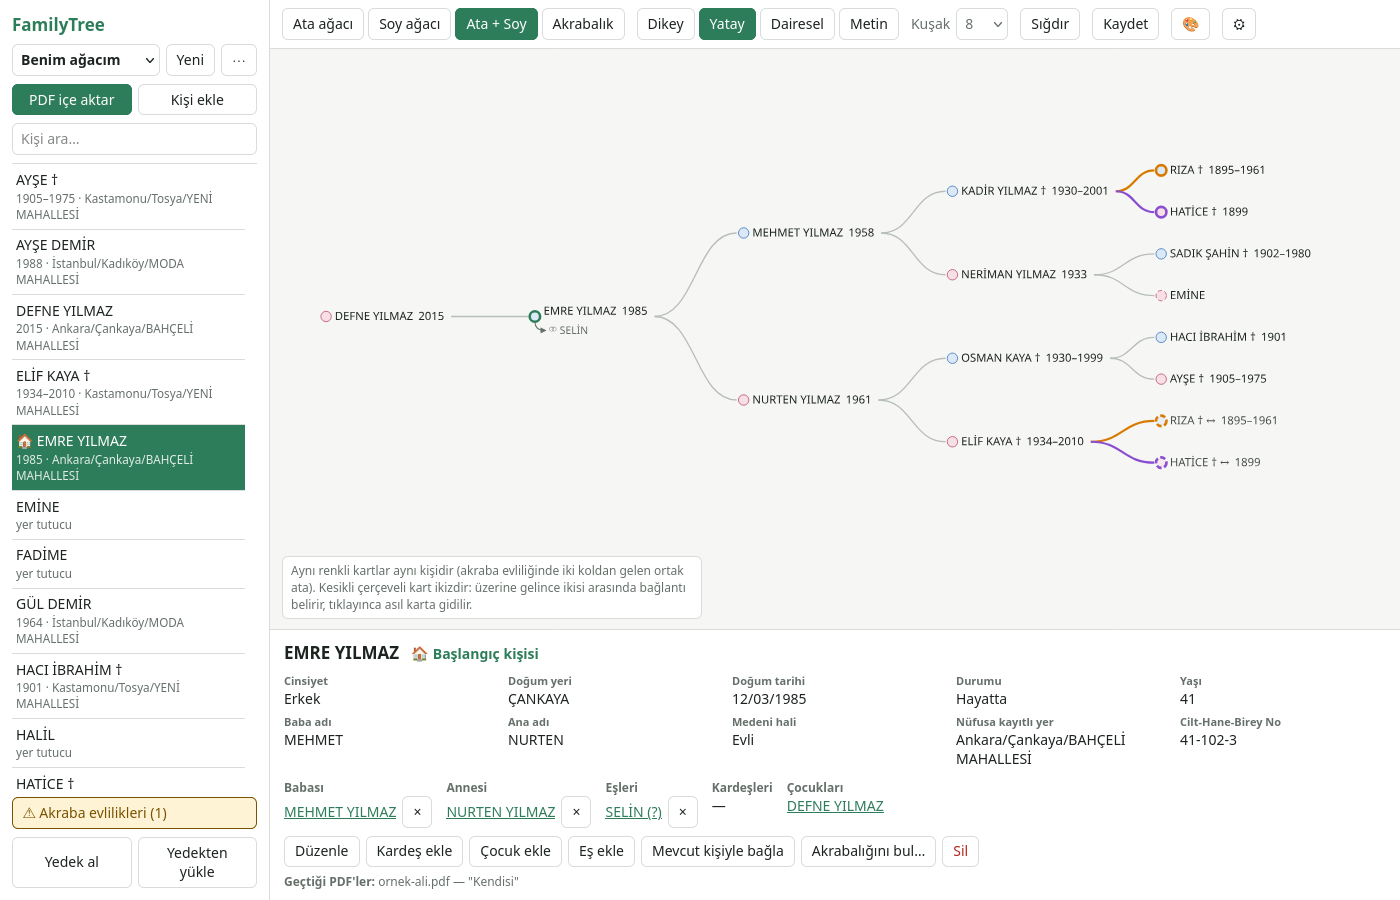 FamilyTree
Benim ağacım
Yeni
...
PDF içe aktar
Kişi ekle
Kişi ara...
AYŞE †
1905–1975 · Kastamonu/Tosya/YENİ
MAHALLESİ
AYŞE DEMİR
1988 · İstanbul/Kadıköy/MODA
MAHALLESİ
DEFNE YILMAZ
2015 · Ankara/Çankaya/BAHÇELİ
MAHALLESİ
ELİF KAYA †
1934–2010 · Kastamonu/Tosya/YENİ
MAHALLESİ
EMRE YILMAZ
1985 · Ankara/Çankaya/BAHÇELİ
MAHALLESİ
EMİNE
yer tutucu
FADİME
yer tutucu
GÜL DEMİR
1964 · İstanbul/Kadıköy/MODA
MAHALLESİ
HACI İBRAHİM †
1901 · Kastamonu/Tosya/YENİ
MAHALLESİ
HALİL
yer tutucu
HATİCE †
⚠ Akraba evlilikleri (1)
Yedek al
Yedekten
yükle
Ata ağacı
Soy ağacı
Ata + Soy
Akrabalık
Dikey
Yatay
Dairesel
Metin
Kuşak
8
Sığdır
Kaydet
RIZA † 1895–1961
KADİR YILMAZ † 1930–2001
HATİCE † 1899
MEHMET YILMAZ 1958
SADIK ŞAHİN † 1902–1980
NERİMAN YILMAZ 1933
EMİNE
DEFNE YILMAZ 2015
EMRE YILMAZ 1985
SELİN
HACI İBRAHİM † 1901
OSMAN KAYA † 1930–1999
AYŞE † 1905–1975
NURTEN YILMAZ 1961
RIZA † ↔ 1895–1961
ELİF KAYA † 1934–2010
HATİCE † ↔ 1899
Aynı renkli kartlar aynı kişidir (akraba evliliğinde iki koldan gelen ortak
ata). Kesikli çerçeveli kart ikizdir: üzerine gelince ikisi arasında bağlantı
belirir, tıklayınca asıl karta gidilir.
EMRE YILMAZ
Başlangıç kişisi
Cinsiyet
Erkek
Doğum yeri
ÇANKAYA
Doğum tarihi
12/03/1985
Durumu
Hayatta
Yaşı
41
Baba adı
MEHMET
Ana adı
NURTEN
Medeni hali
Evli
Nüfusa kayıtlı yer
Ankara/Çankaya/BAHÇELİ
MAHALLESİ
Cilt-Hane-Birey No
41-102-3
Babası
MEHMET YILMAZ ×
Annesi
NURTEN YILMAZ ×
Eşleri
SELİN (?) ×
Kardeşleri
—
Çocukları
DEFNE YILMAZ
Düzenle
Kardeş ekle
Çocuk ekle
Eş ekle
Mevcut kişiyle bağla
Akrabalığını bul...
Sil
Geçtiği PDF'ler: ornek-ali.pdf — "Kendisi"